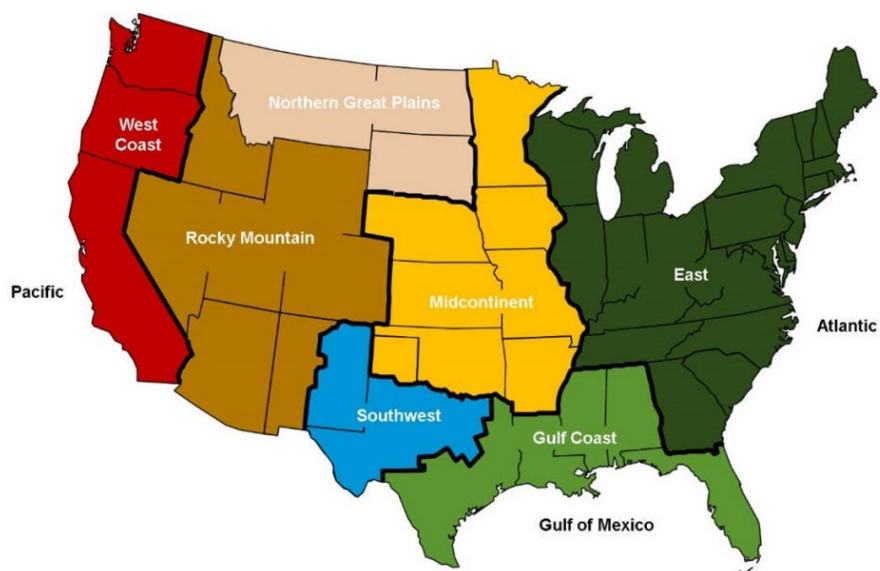 Northern Great Plains
West
Coast
Rocky Mountain
East
Pacific
Midcontinent
Atlantic
Southwest
Gulf Coast
Gulf of Mexico